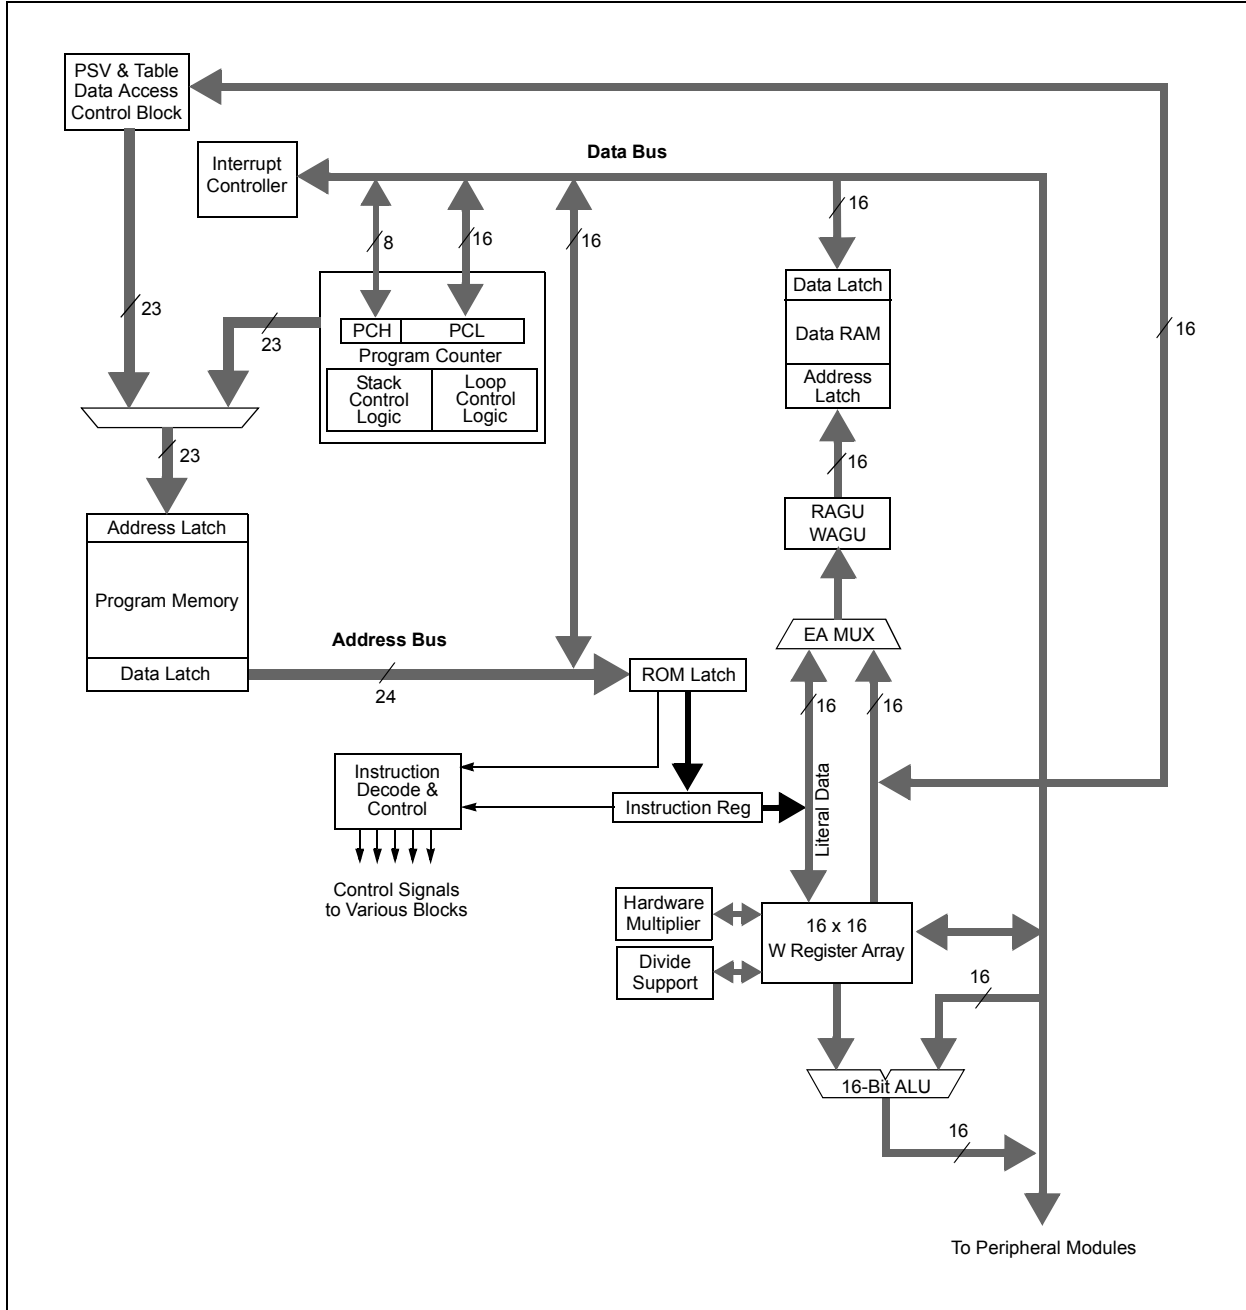 PSV & Table
Data Access
Control Block
Interrupt
Controller
Data Bus
8
16
16
16
23
23
16
PCH
PCL
Program Counter
Stack
Control
Logic
Loop
Control
Logic
Data Latch
Data RAM
Address
Latch
23
16
Address Latch
Program Memory
Data Latch
RAGU
WAGU
EA MUX
Address Bus
24
ROM Latch
16
16
Instruction
Decode &
Control
Instruction Reg
Literal Data
Control Signals
to Various Blocks
Hardware
Multiplier
Divide
Support
16 x 16
W Register Array
16
16-Bit ALU
16
To Peripheral Modules